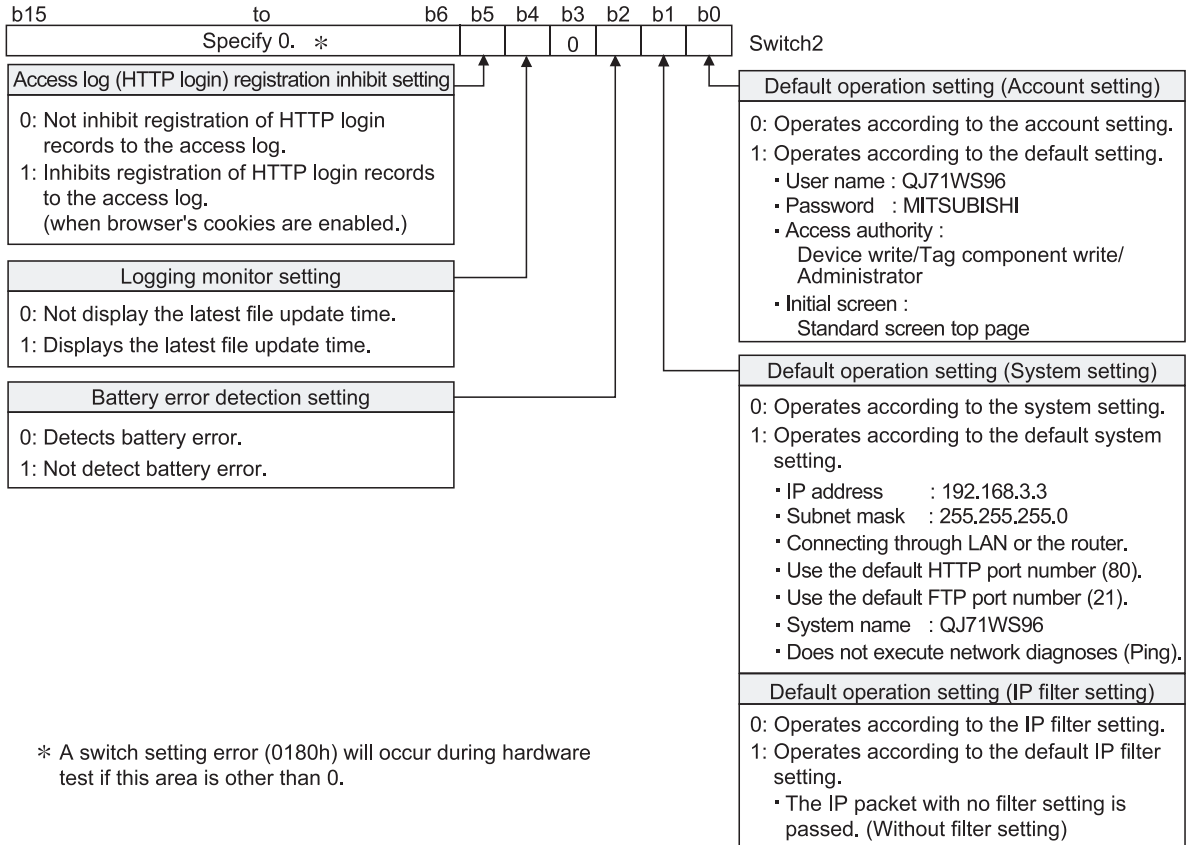 b15 to b6 b5 b4 b3 b2 b1 b0
Specify 0. * 0 Switch2
Access log (HTTP login) registration inhibit setting
0: Not inhibit registration of HTTP login
records to the access log.
1: Inhibits registration of HTTP login records
to the access log.
(when browser's cookies are enabled.)
Logging monitor setting
0: Not display the latest file update time.
1: Displays the latest file update time.
Battery error detection setting
0: Detects battery error.
1: Not detect battery error.
* A switch setting error (0180h) will occur during hardware
test if this area is other than 0.
Default operation setting (Account setting)
0: Operates according to the account setting.
1: Operates according to the default setting.
· User name : QJ71WS96
· Password : MITSUBISHI
· Access authority :
Device write/Tag component write/
Administrator
· Initial screen :
Standard screen top page
Default operation setting (System setting)
0: Operates according to the system setting.
1: Operates according to the default system
setting.
· IP address : 192.168.3.3
· Subnet mask : 255.255.255.0
· Connecting through LAN or the router.
· Use the default HTTP port number (80).
· Use the default FTP port number (21).
· System name : QJ71WS96
· Does not execute network diagnoses (Ping).
Default operation setting (IP filter setting)
0: Operates according to the IP filter setting.
1: Operates according to the default IP filter
setting.
· The IP packet with no filter setting is
passed. (Without filter setting)